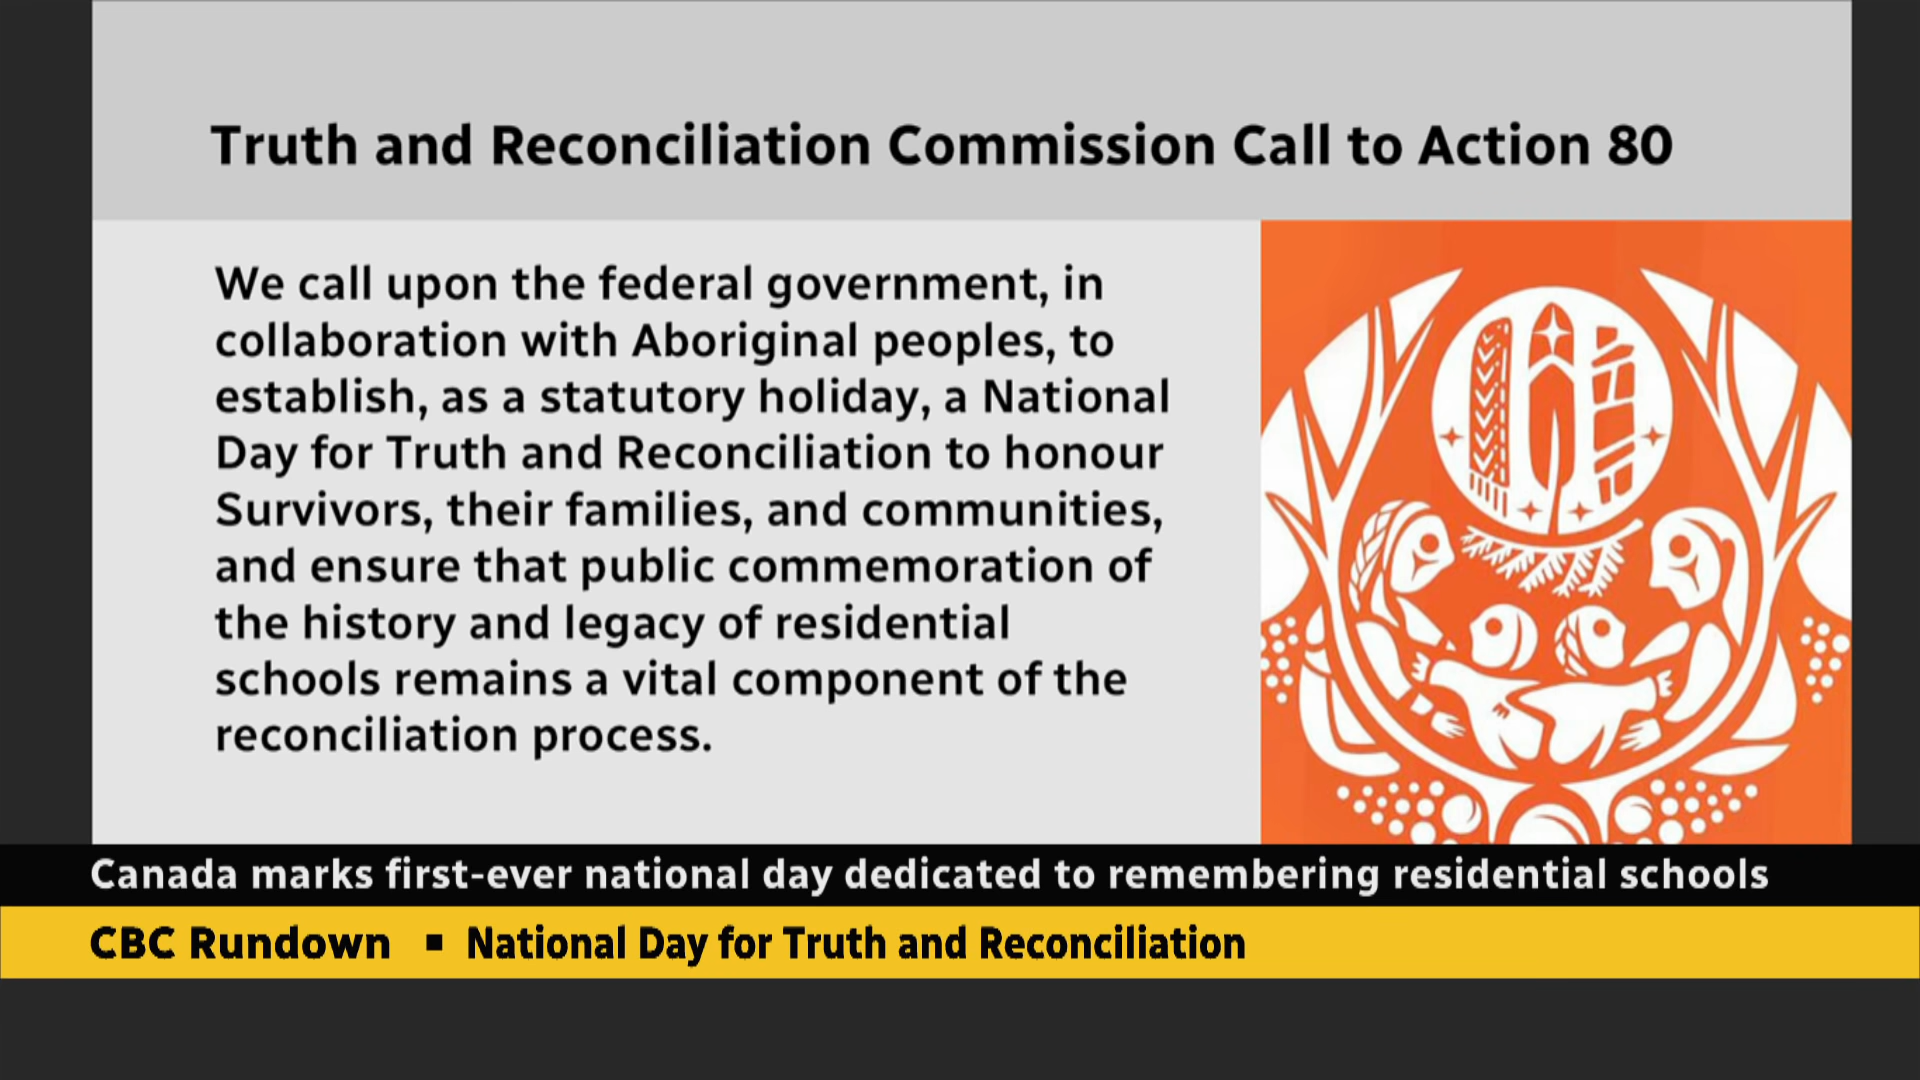 Truth and Reconciliation Commission Call to Action 80
We call upon the federal government, in
collaboration with Aboriginal peoples, to
establish, as a statutory holiday, a National
Day for Truth and Reconciliation to honour
Survivors, their families, and communities,
and ensure that public commemoration of
the history and legacy of residential
schools remains a vital component of the
reconciliation process.
Canada marks first-ever national day dedicated to remembering residential schools
CBC Rundown ▪ National Day for Truth and Reconciliation